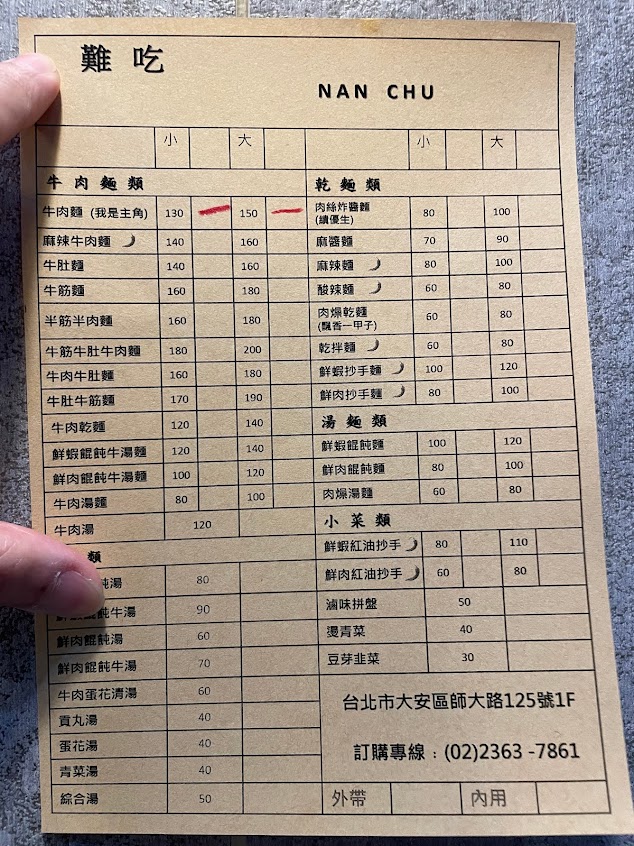 難吃
NAN CHU
小 大
牛肉麵類
牛肉麵 (我是主角) 130 150
麻辣牛肉麵 140 160
牛肚麵 140 160
牛筋麵 160 180
半筋半肉麵 160 180
牛筋牛肚牛肉麵 180 200
牛肉牛肚麵 160 180
牛肚牛筋麵 170 190
牛肉乾麵 120 140
鮮蝦餛飩牛湯麵 120 140
鮮肉餛飩牛湯麵 100 120
牛肉湯麵 80 100
牛肉湯 120
類
飩湯 80
餛飩牛湯 90
鮮肉餛飩湯 60
鮮肉餛飩牛湯 70
牛肉蛋花清湯 60
貢丸湯 40
蛋花湯 40
青菜湯 40
綜合湯 50
小 大
乾麵類
肉絲炸醬麵 80 100
(績優生)
麻醬麵 70 90
麻辣麵 80 100
酸辣麵 60 80
肉燥乾麵 60 80
(飄香一甲子)
乾拌麵 60 80
鮮蝦抄手麵 100 120
鮮肉抄手麵 80 100
湯麵類
鮮蝦餛飩麵 100 120
鮮肉餛飩麵 80 100
肉燥湯麵 60 80
小菜類
鮮蝦紅油抄手 80 110
鮮肉紅油抄手 60 80
滷味拼盤 50
燙青菜 40
豆芽韭菜 30
台北市大安區師大路125號1F
訂購專線：(02)2363 -7861
外帶 內用